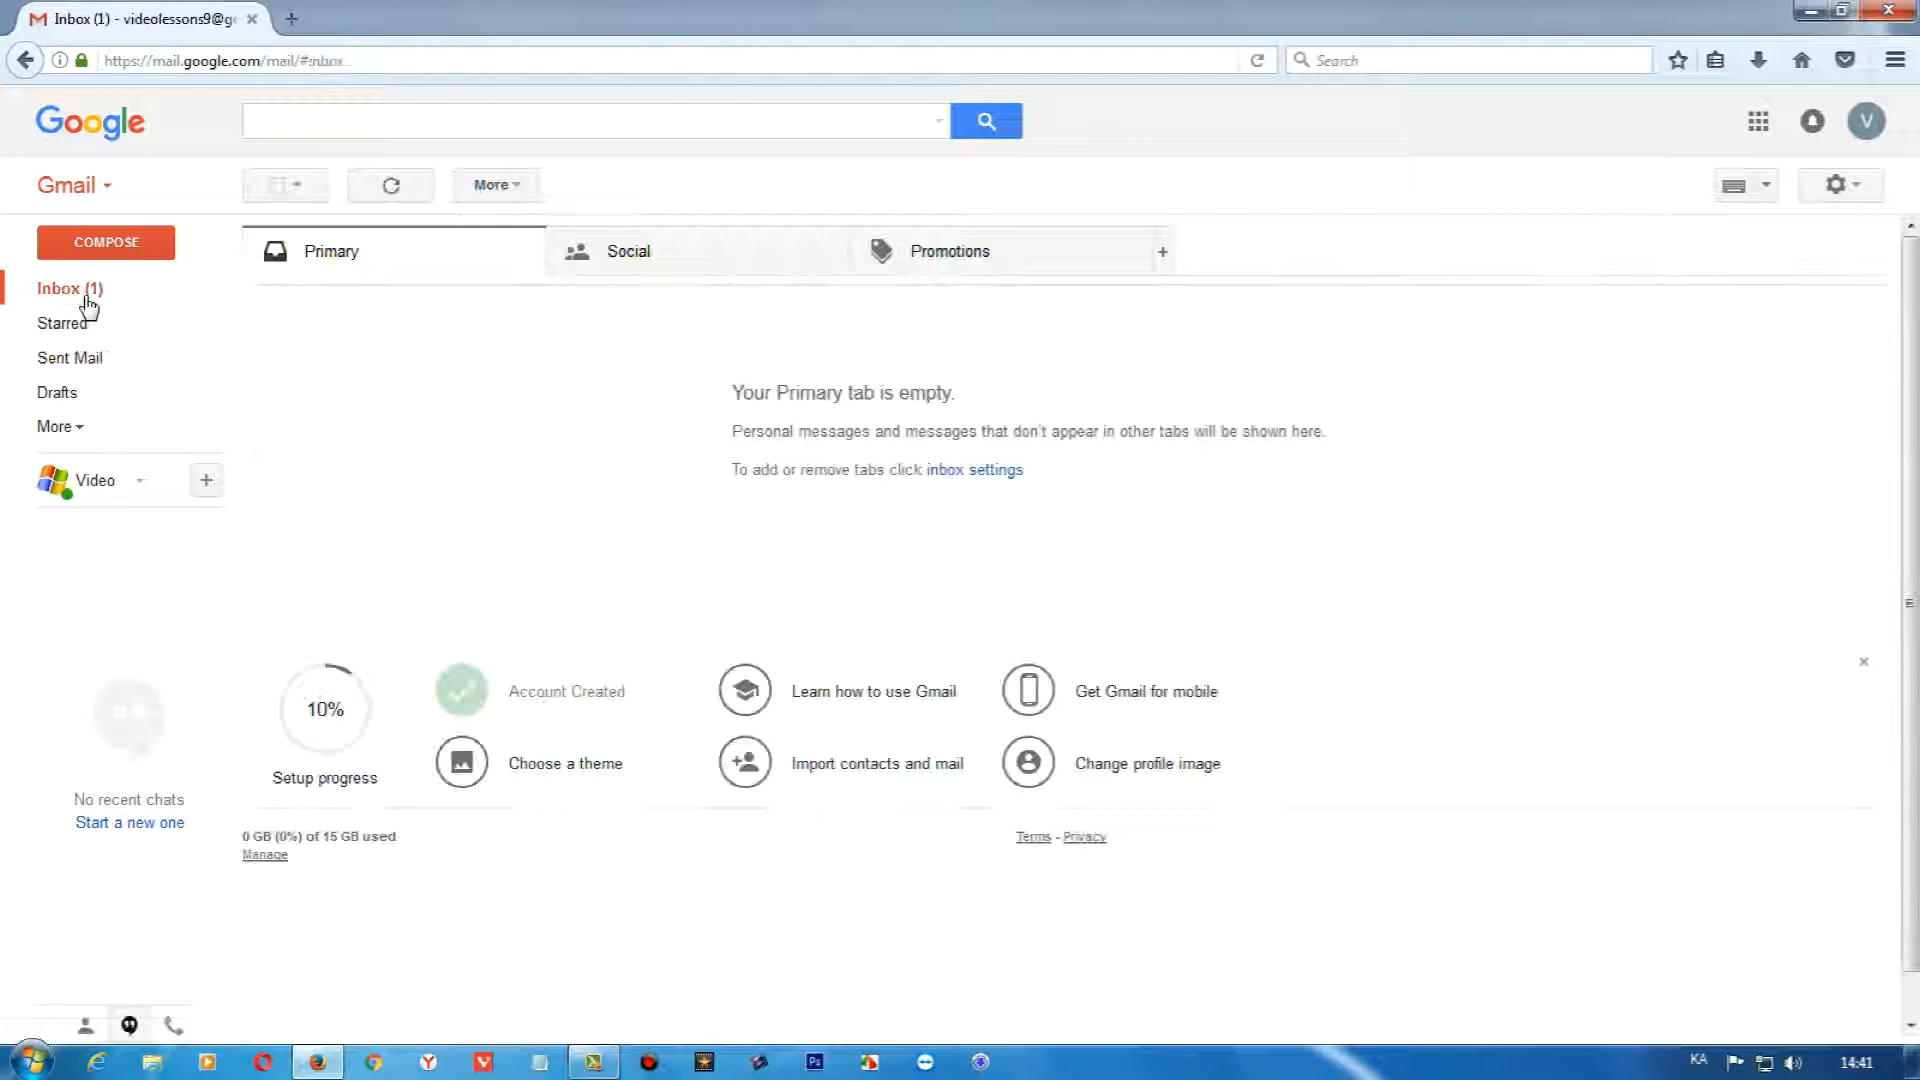 Inbox (1) - videolessons9@g
https://mail.google.com/mail/#inbox
Search
Google
V
Gmail
More
COMPOSE
Primary
Social
Promotions
+
Inbox (1)
Starred
Sent Mail
Drafts
More
Your Primary tab is empty.
Personal messages and messages that don't appear in other tabs will be shown here.
To add or remove tabs click inbox settings
Video
+
10%
Setup progress
Account Created
Learn how to use Gmail
Get Gmail for mobile
Choose a theme
Import contacts and mail
Change profile image
No recent chats
Start a new one
0 GB (0%) of 15 GB used
Manage
Terms - Privacy
Ps
KA
14:41